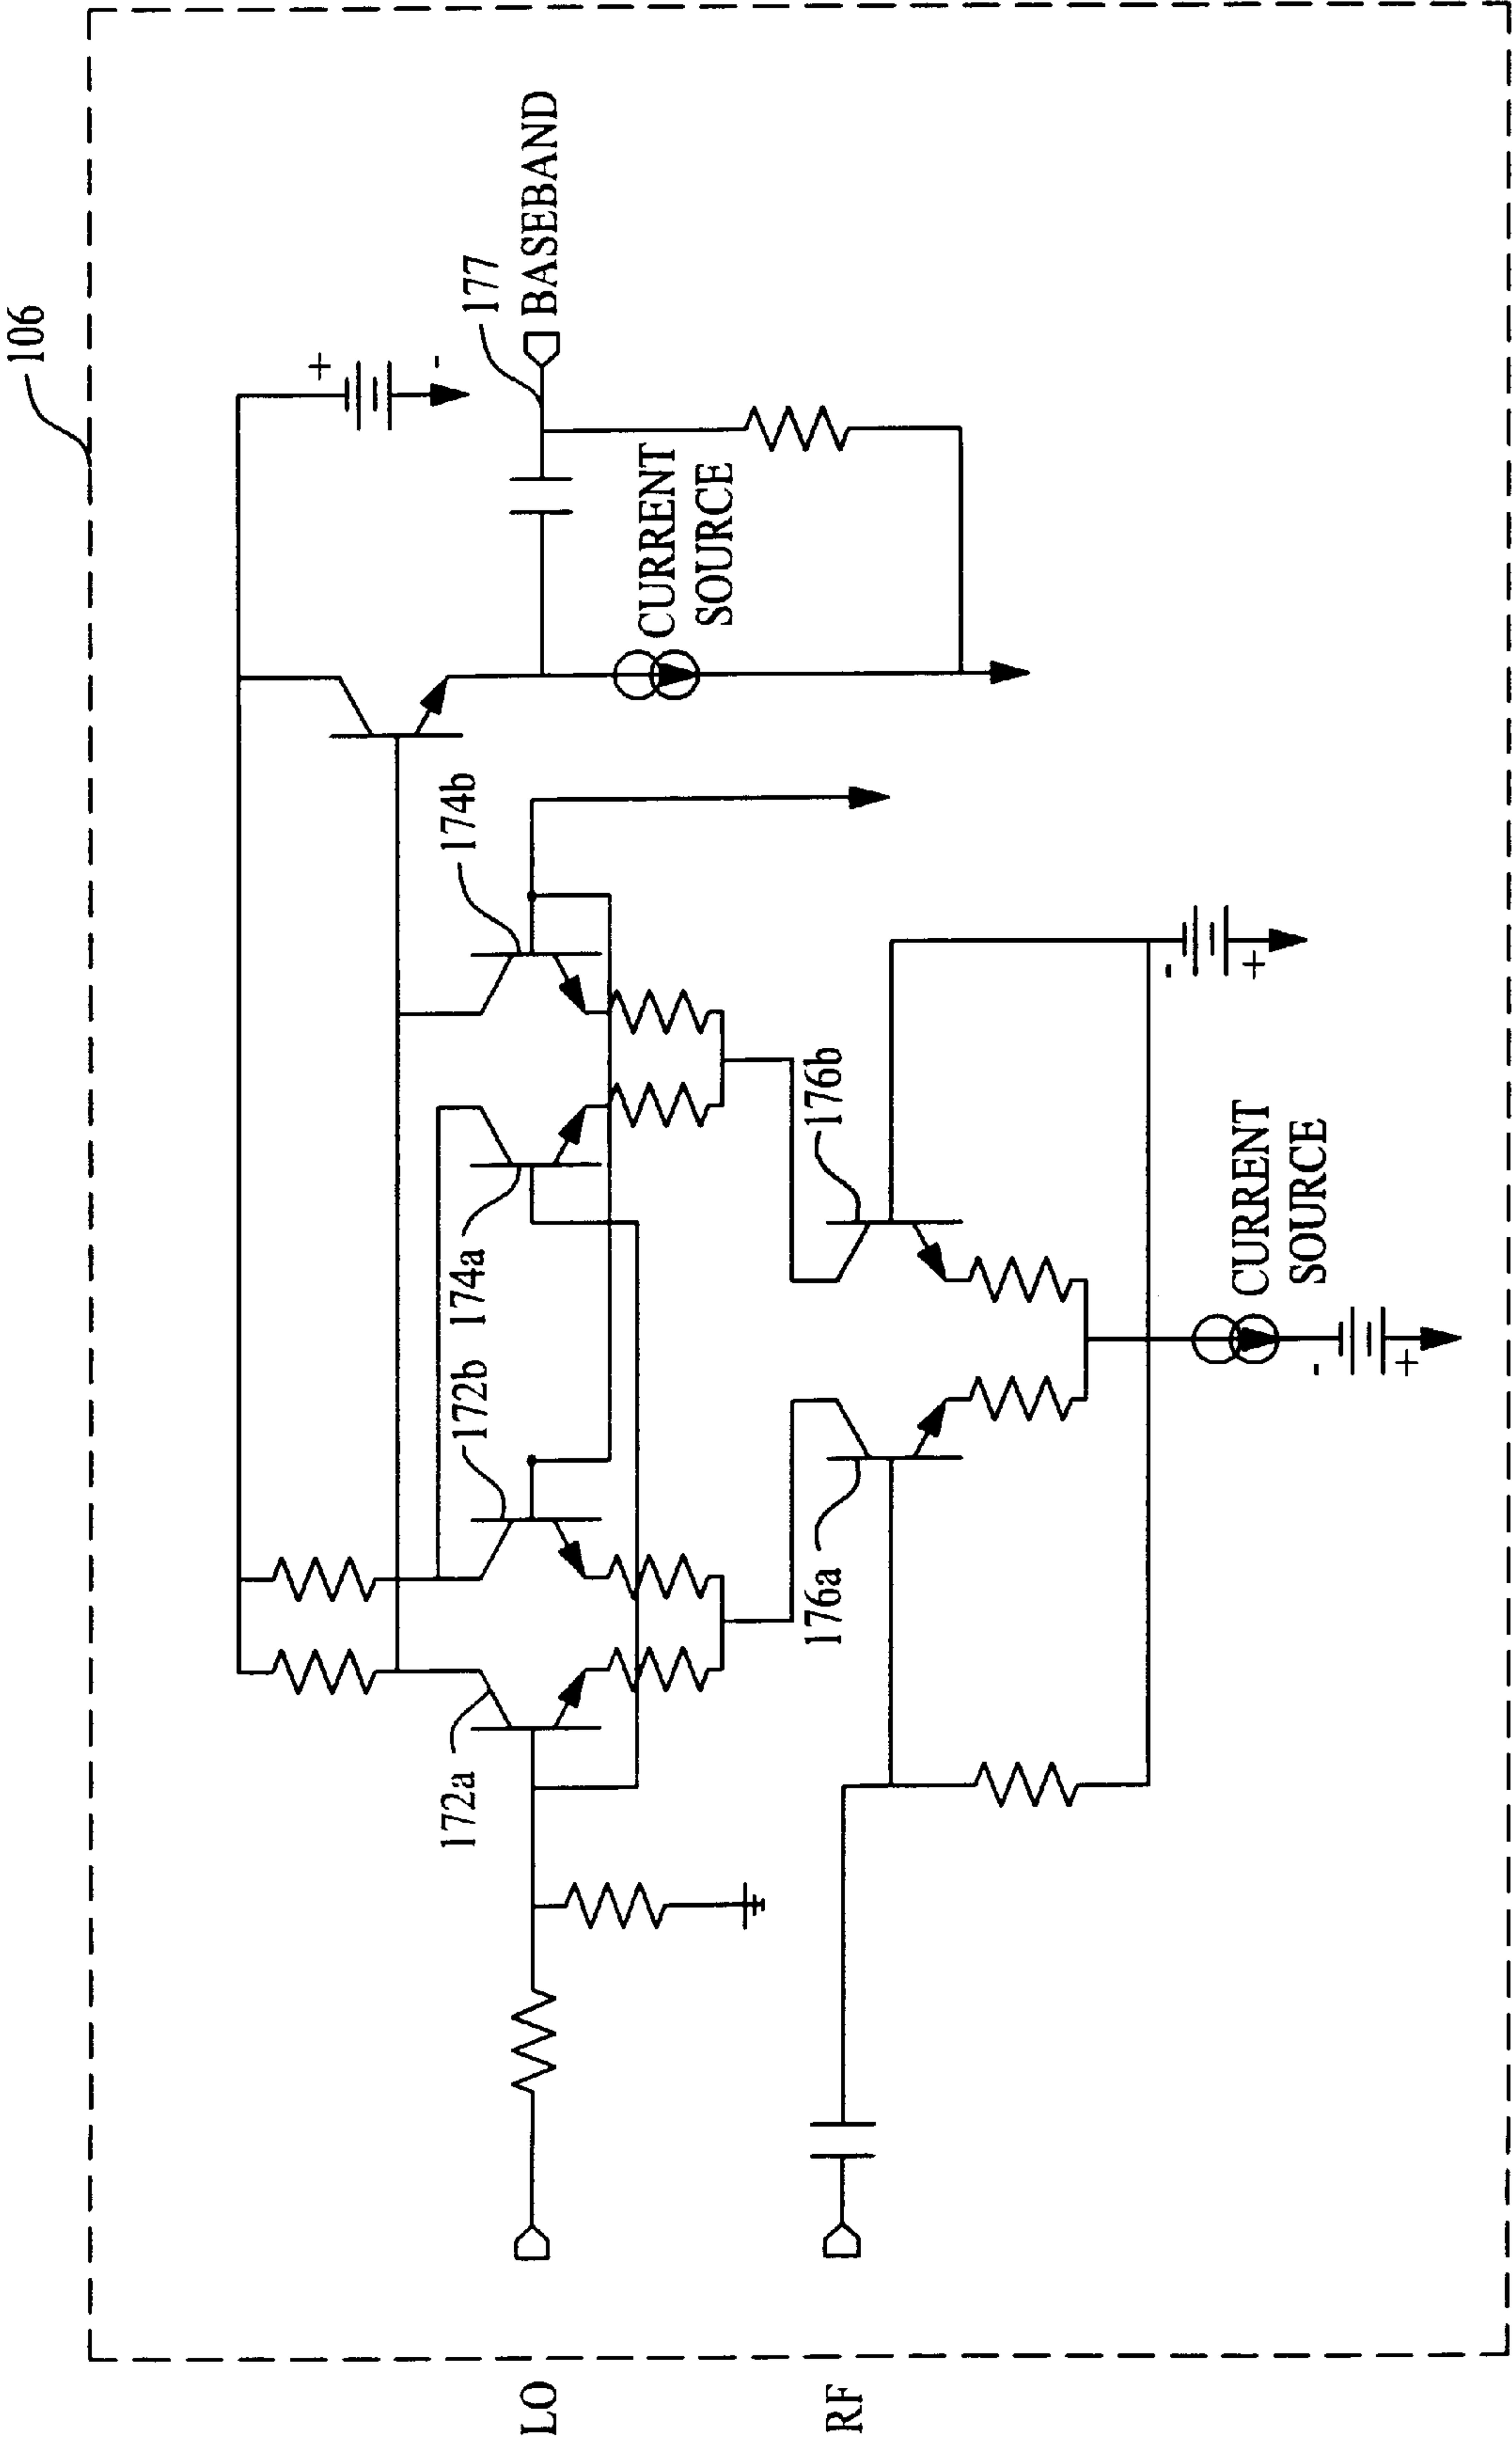 106
177
BASEBAND
CURRENT
SOURCE
174b
174a
172b
172a
176b
176a
CURRENT
SOURCE
LO
RF
+
-
-
+
-
+